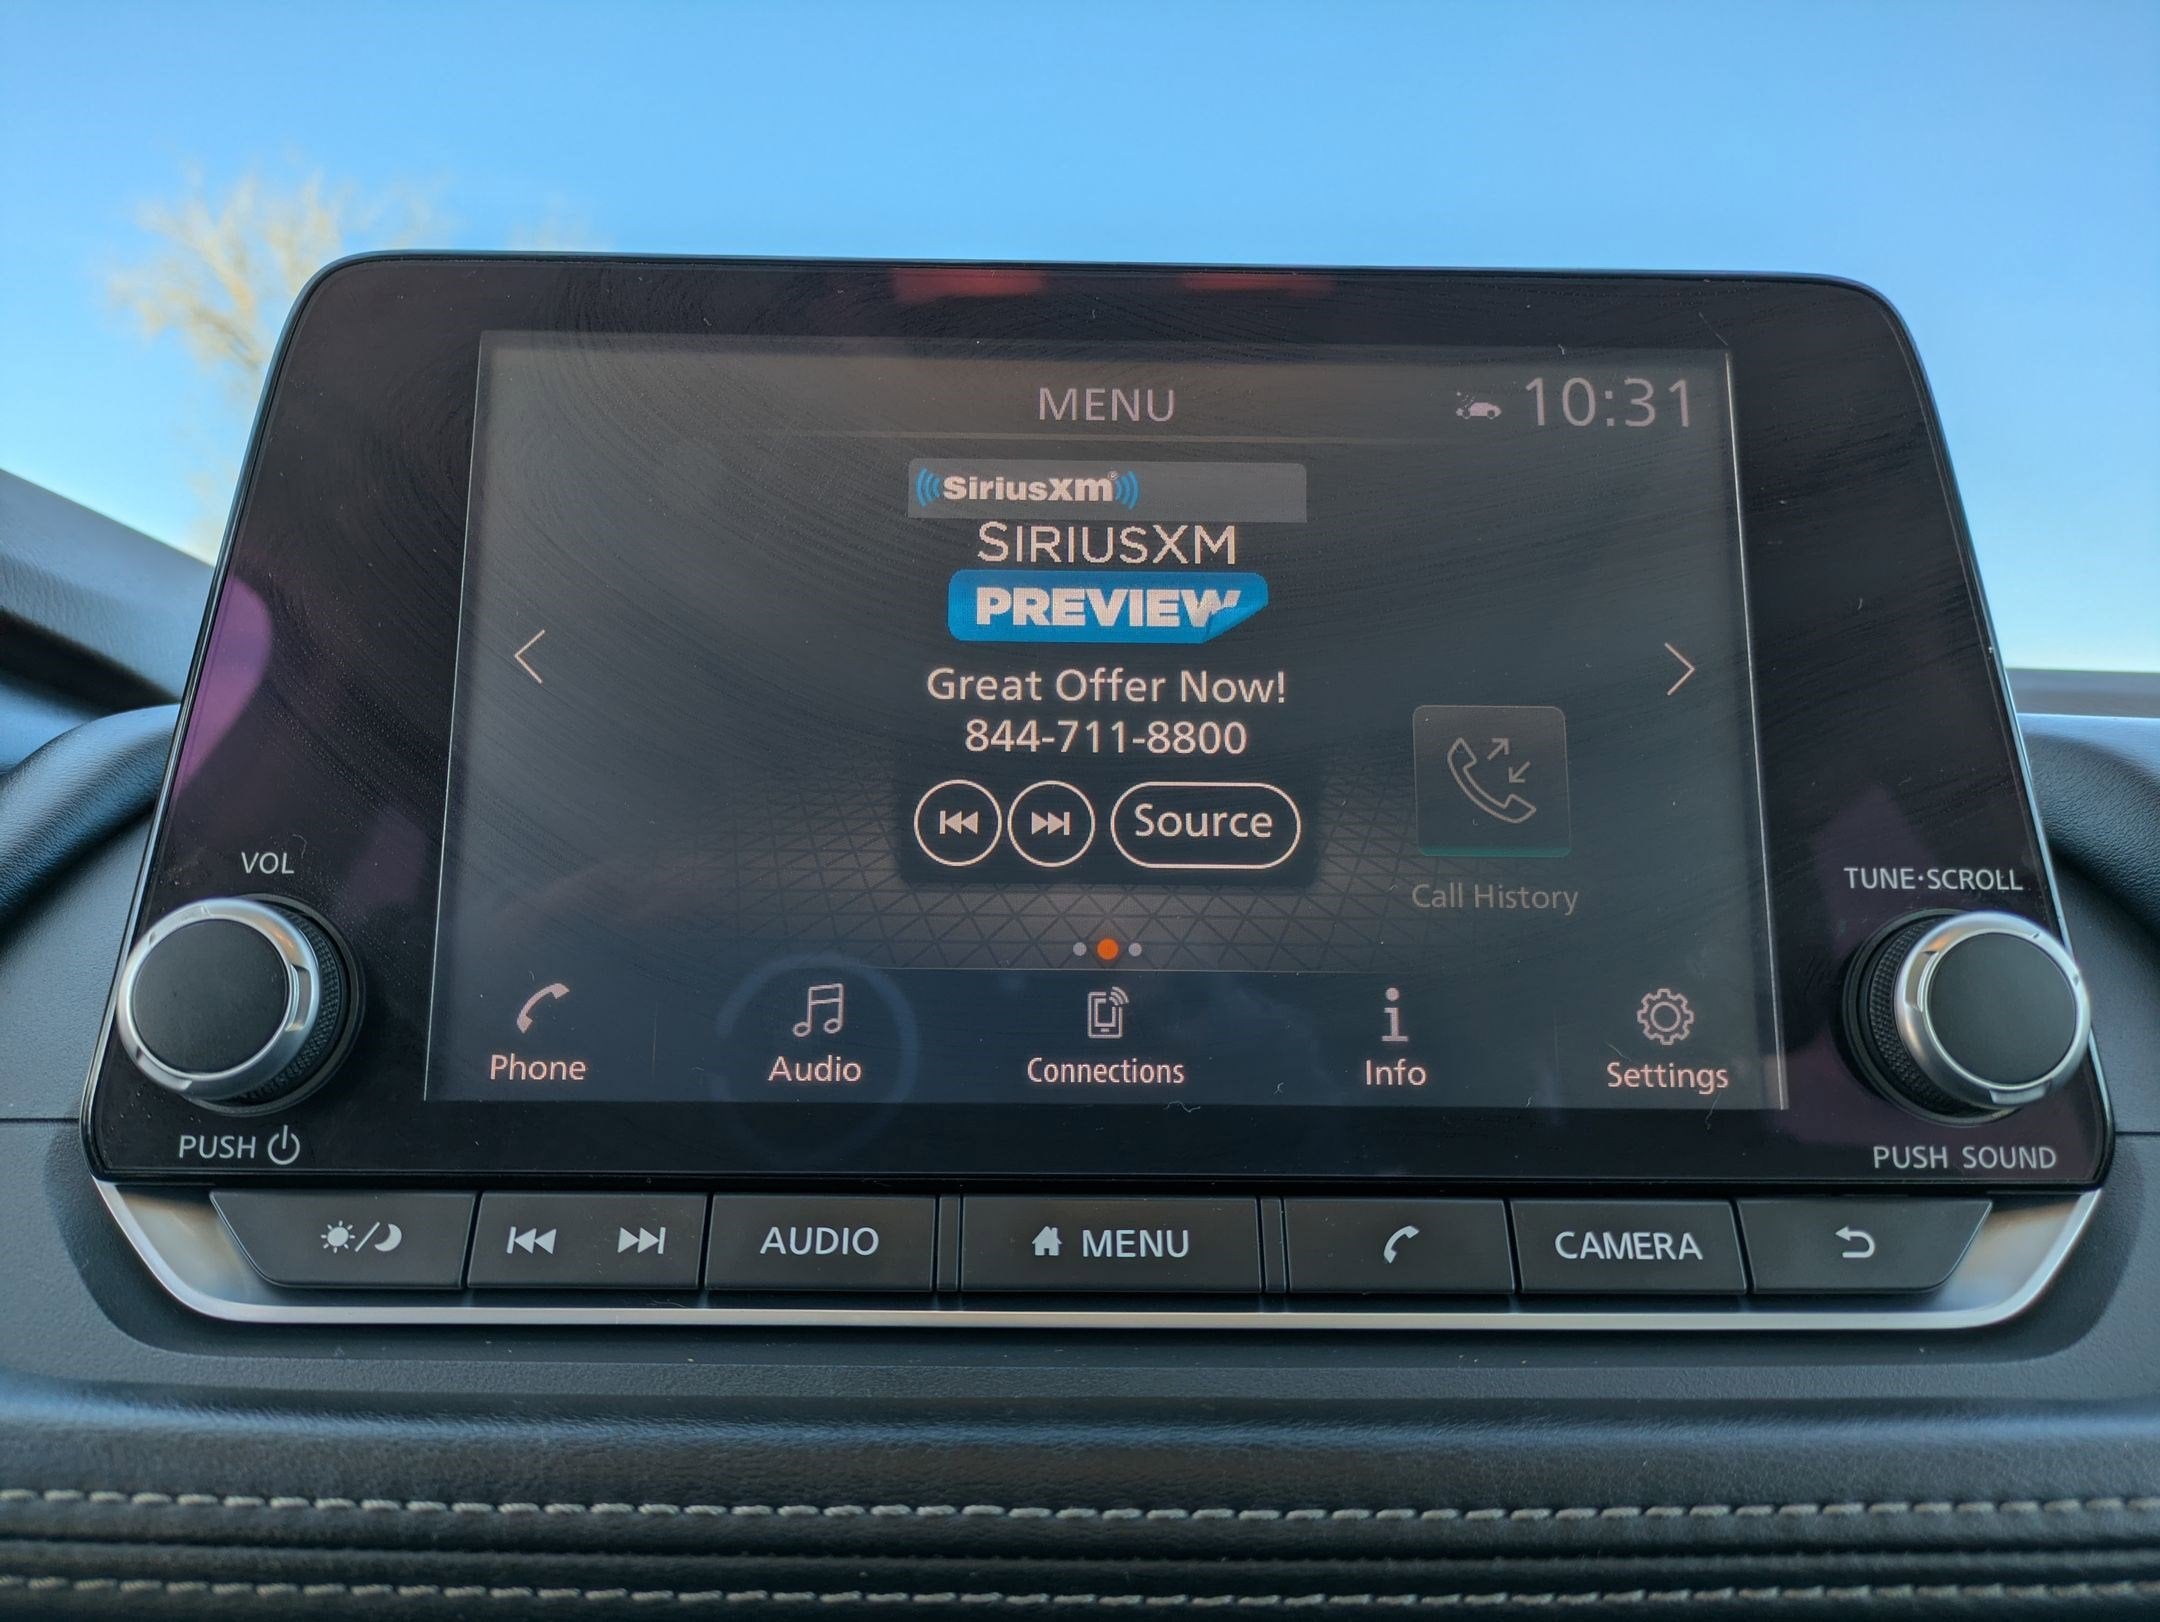 MENU
10:31
SiriusXm
SIRIUSXM
PREVIEW
Great Offer Now!
844-711-8800
Source
Call History
VOL
TUNE·SCROLL
Phone
Audio
Connections
Info
Settings
PUSH
PUSH SOUND
AUDIO
MENU
CAMERA